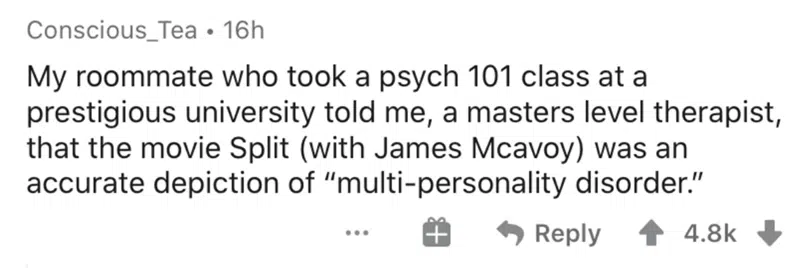 Conscious_Tea • 16h
My roommate who took a psych 101 class at a
prestigious university told me, a masters level therapist,
that the movie Split (with James Mcavoy) was an
accurate depiction of “multi-personality disorder.”
... Reply 4.8k